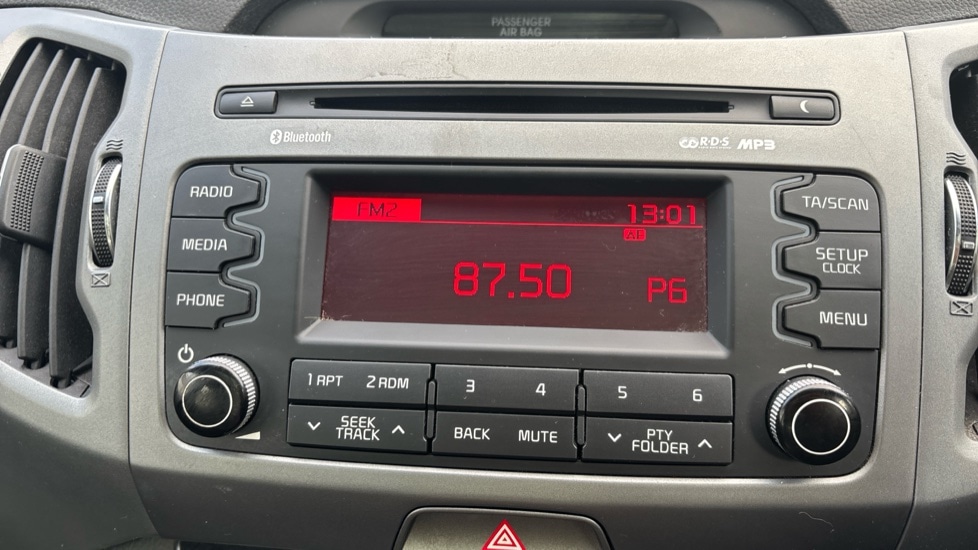 PASSENGER
AIR BAG
Bluetooth
R·D·S MP3
RADIO
MEDIA
PHONE
FM2 13:01
AF
87.50 P6
TA/SCAN
SETUP
CLOCK
MENU
1 RPT 2 RDM 3 4 5 6
SEEK
TRACK
BACK MUTE
PTY
FOLDER